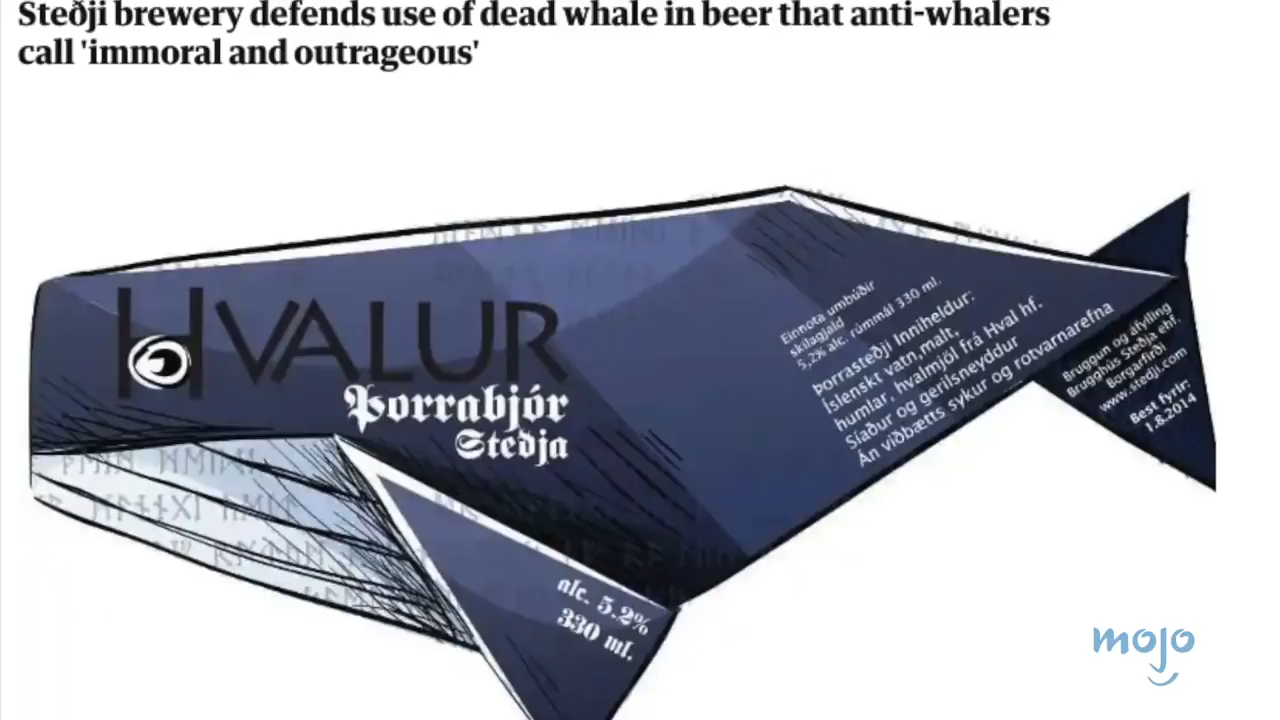 Steðji brewery defends use of dead whale in beer that anti-whalers
call 'immoral and outrageous'
HVALUR
Þorrabjór
Steðja
alc. 5.2%
330 ml.
Einnota umbúðir
skilagjald
5,2% alc. rúmmál 330 ml.
Þorrasteðji Inniheldur:
Íslenskt vatn,malt,
humlar, hvalmjöl frá Hval hf.
Síaður og gerilsneyddur
Án viðbætts sykur og rotvarnarefna
Bruggun og áfylling
Brugghús Steðja ehf.
Borgarfirði.
www.stedji.com
Best fyrir:
1.8.2014
mojo